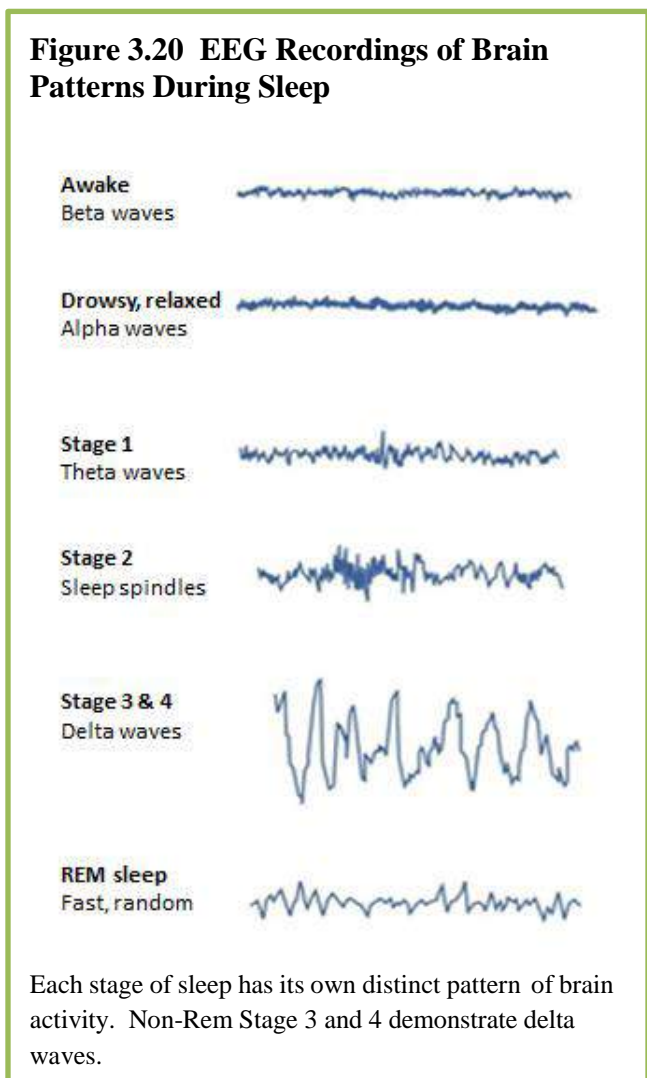 Figure 3.20 EEG Recordings of Brain
Patterns During Sleep
Awake
Beta waves
Drowsy, relaxed
Alpha waves
Stage 1
Theta waves
Stage 2
Sleep spindles
Stage 3 & 4
Delta waves
REM sleep
Fast, random
Each stage of sleep has its own distinct pattern of brain
activity. Non-Rem Stage 3 and 4 demonstrate delta
waves.